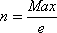 n = Max / e